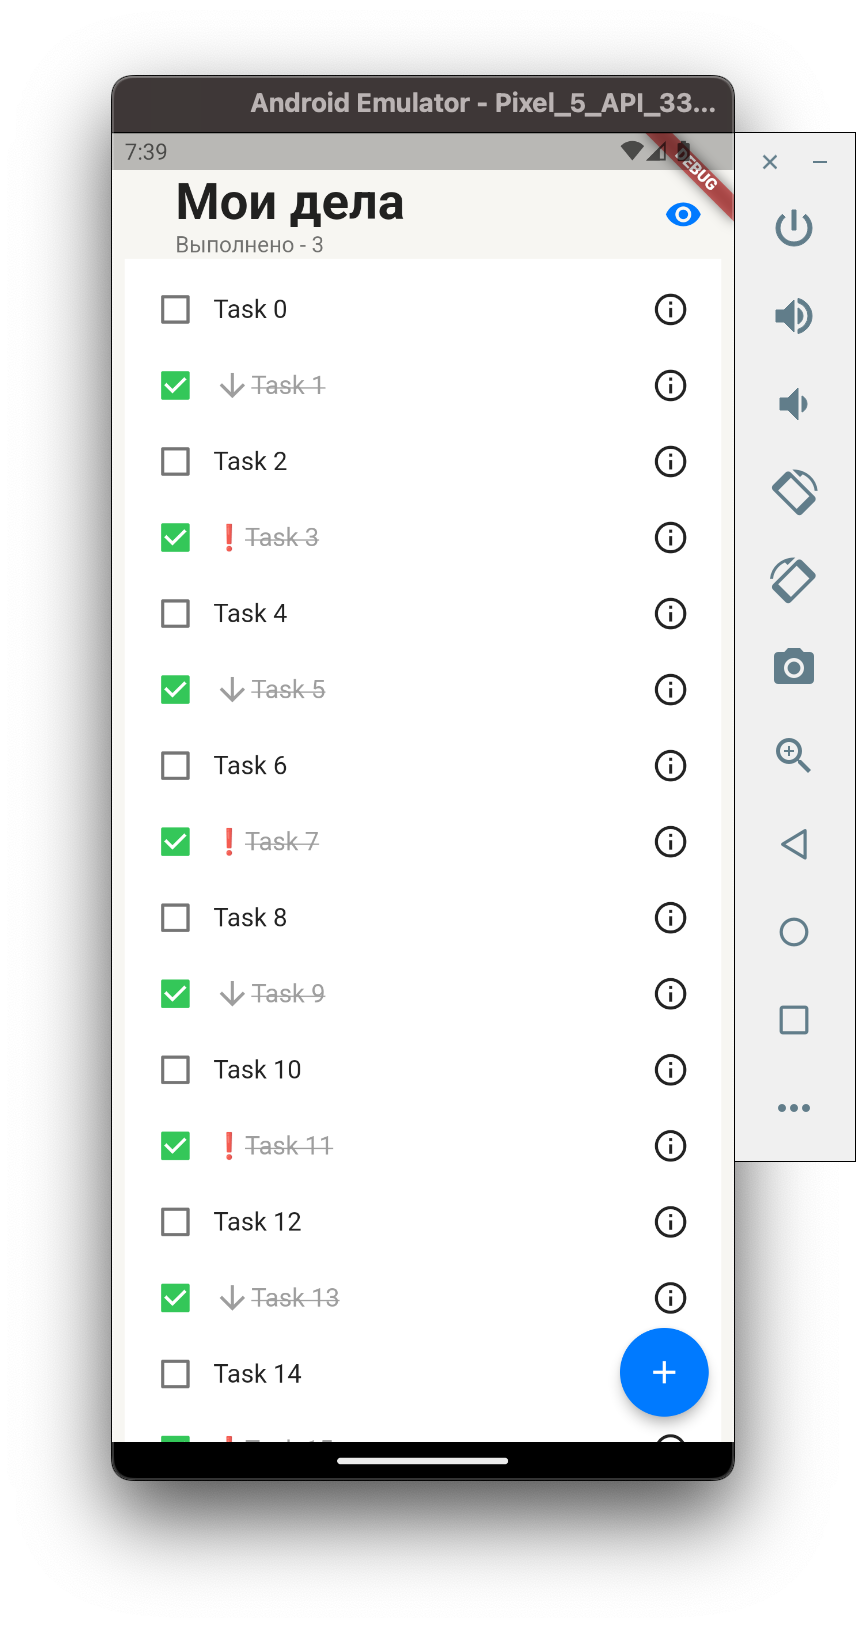 Android Emulator - Pixel_5_API_33...
7:39
DEBUG
Мои дела
Выполнено - 3
Task 0
Task 1
Task 2
Task 3
Task 4
Task 5
Task 6
Task 7
Task 8
Task 9
Task 10
Task 11
Task 12
Task 13
Task 14